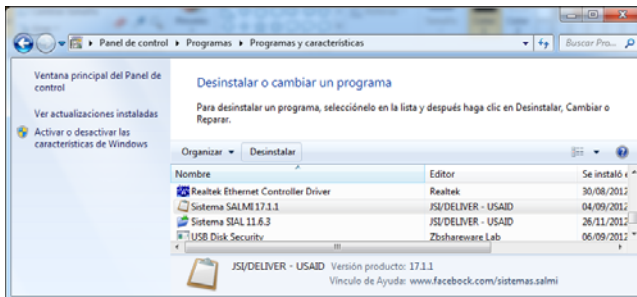 Panel de control ▸ Programas ▸ Programas y características
Buscar Pro...
Ventana principal del Panel de
control
Ver actualizaciones instaladas
Activar o desactivar las
características de Windows
Desinstalar o cambiar un programa
Para desinstalar un programa, selecciónelo en la lista y después haga clic en Desinstalar, Cambiar o
Reparar.
Organizar Desinstalar
Nombre Editor Se instaló e
Realtek Ethernet Controller Driver Realtek 30/08/2012
Sistema SALMI 17.1.1 JSI/DELIVER - USAID 04/09/2012
Sistema SIAL 11.6.3 JSI/DELIVER - USAID 26/11/2012
USB Disk Security Zbshareware Lab 06/09/2012
JSI/DELIVER - USAID Versión producto: 17.1.1
Vínculo de Ayuda: www.facebock.com/sistemas.salmi